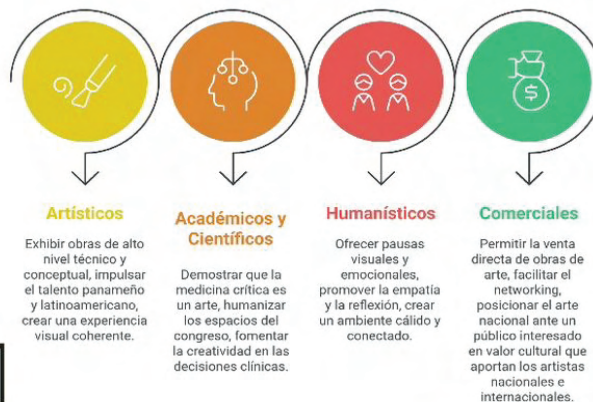 Artísticos
Exhibir obras de alto
nivel técnico y
conceptual, impulsar
el talento panameño
y latinoamericano,
crear una experiencia
visual coherente.
Académicos y
Científicos
Demostrar que la
medicina crítica es
un arte, humanizar
los espacios del
congreso, fomentar
la creatividad en las
decisiones clínicas.
Humanísticos
Ofrecer pausas
visuales y
emocionales,
promover la empatía
y la reflexión, crear
un ambiente cálido y
conectado.
$
Comerciales
Permitir la venta
directa de obras de
arte, facilitar el
networking,
posicionar el arte
nacional ante un
público interesado
en valor cultural que
aportan los artistas
nacionales e
internacionales.